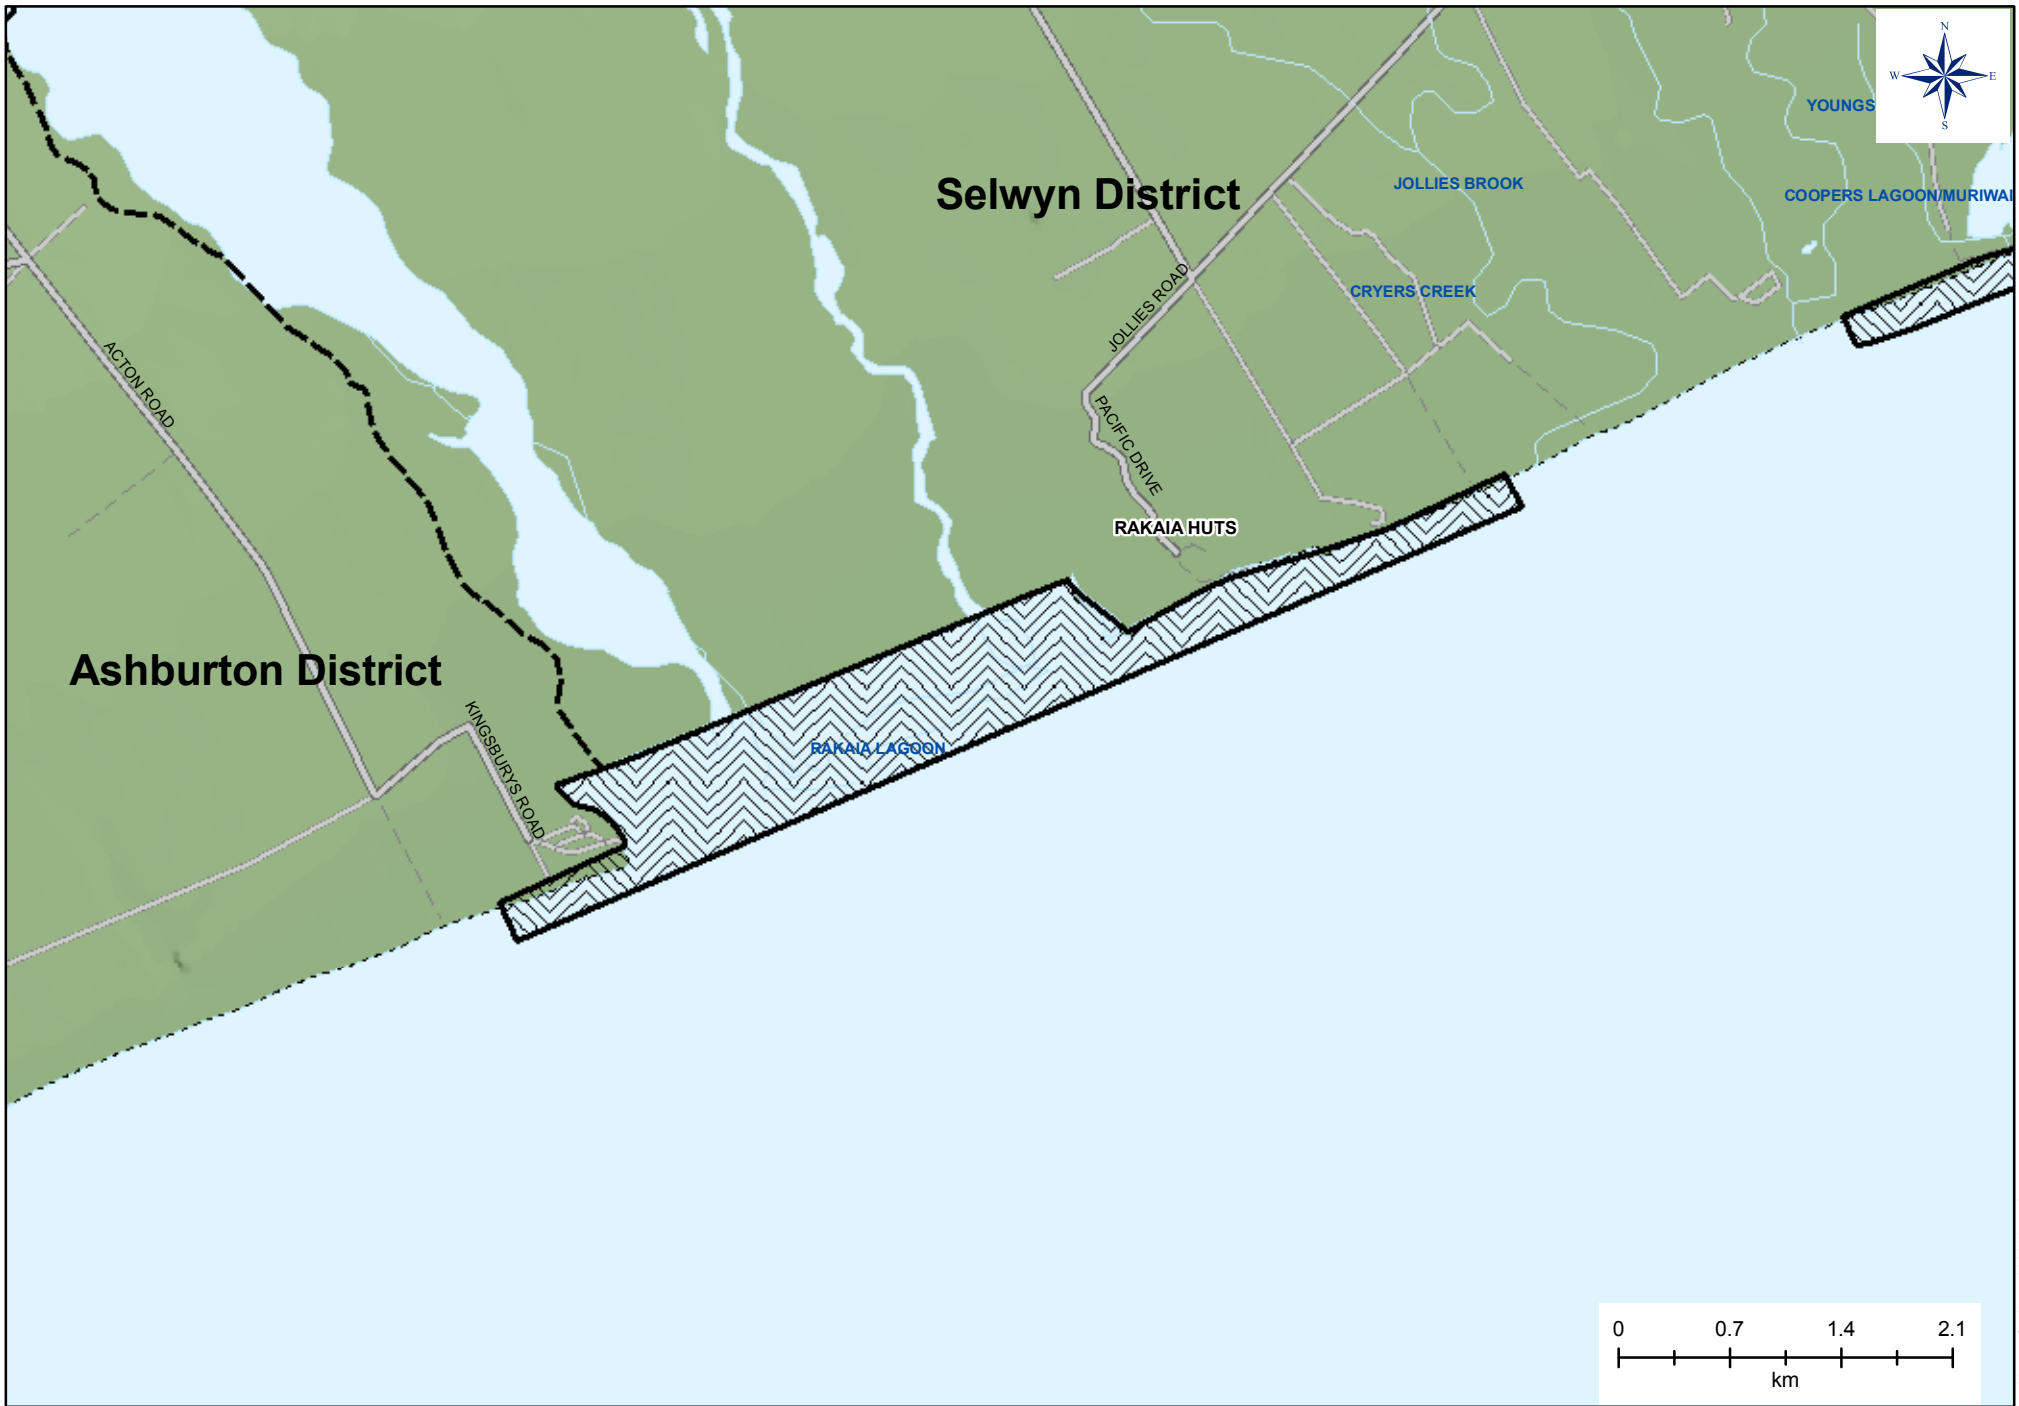 N
W E
S
YOUNGS
Selwyn District
JOLLIES BROOK
COOPERS LAGOON/MURIWAI
JOLLIES ROAD
CRYERS CREEK
ACTON ROAD
PACIFIC DRIVE
RAKAIA HUTS
Ashburton District
KINGSBURYS ROAD
RAKAIA LAGOON
0 0.7 1.4 2.1
km